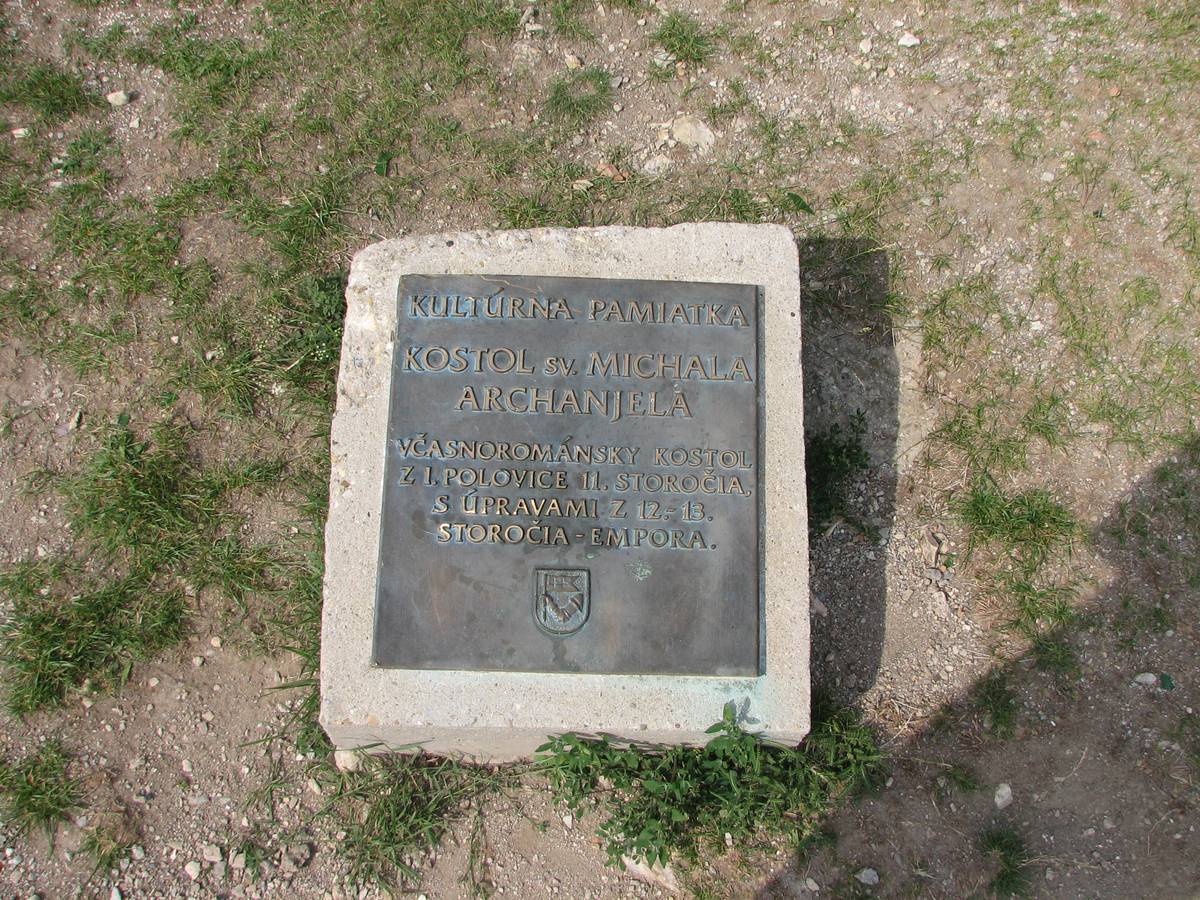 KULTÚRNA PAMIATKA
KOSTOL SV. MICHALA
ARCHANJELA
VČASNOROMÁNSKY KOSTOL
Z I. POLOVICE 11. STOROČIA,
S ÚPRAVAMI Z 12.-13.
STOROČIA - EMPORA.